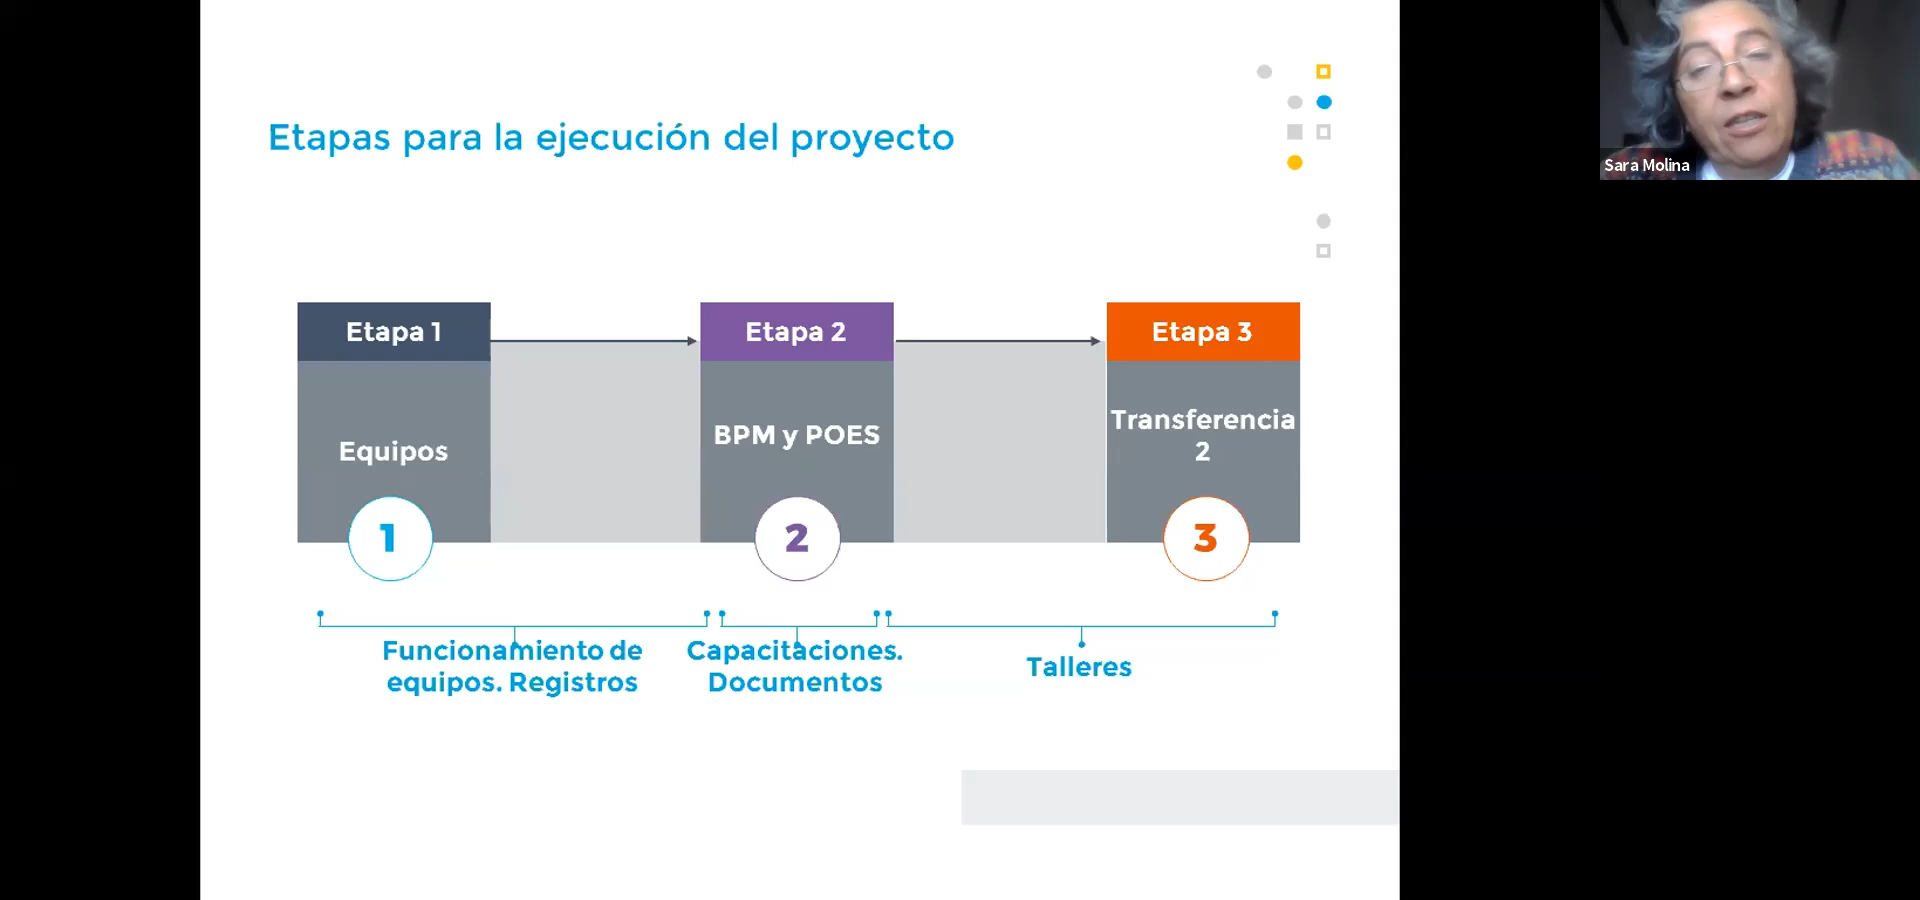 Etapas para la ejecución del proyecto
Sara Molina
Etapa 1
Etapa 2
Etapa 3
Equipos
BPM y POES
Transferencia
2
1
2
3
Funcionamiento de
equipos. Registros
Capacitaciones.
Documentos
Talleres